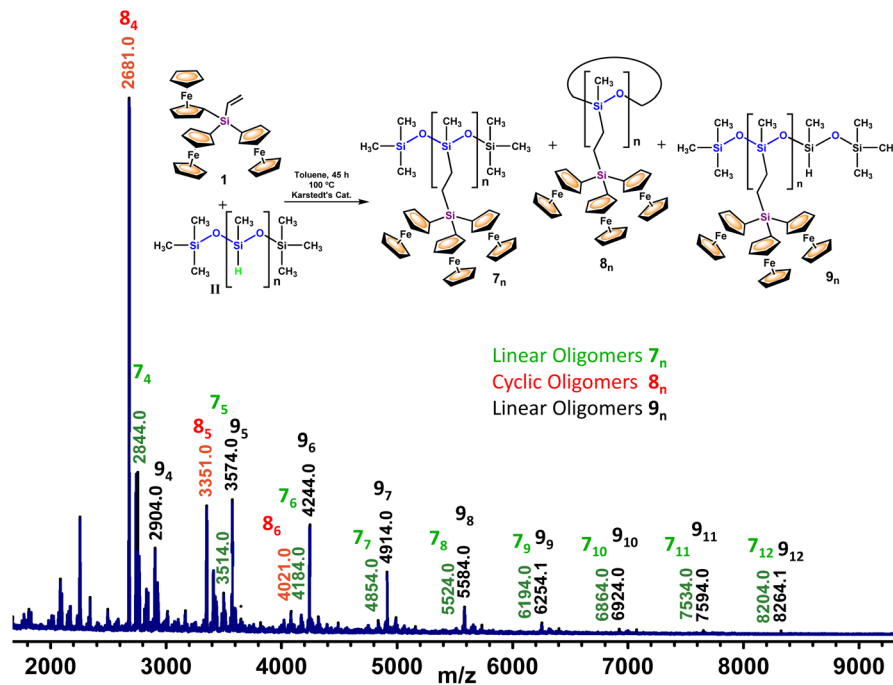 8₄
2681.0
Fe
Si
Fe
Fe
1
+
CH₃
CH₃
CH₃
H₃C
Si
O
Si
O
Si
CH₃
CH₃
H
CH₃
II
n
Toluene, 45 h
100 ºC
Karstedt's Cat.
CH₃
CH₃
CH₃
H₃C
Si
O
Si
O
Si
CH₃
CH₃
CH₃
n
Si
Fe
Fe
Fe
7ₙ
+
CH₃
Si
O
n
Si
Fe
Fe
Fe
8ₙ
+
CH₃
CH₃
CH₃
CH₃
H₃C
Si
O
Si
O
Si
O
Si
CH₃
CH₃
n
H
CH₃
Si
Fe
Fe
Fe
9ₙ
Linear Oligomers 7ₙ
Cyclic Oligomers 8ₙ
Linear Oligomers 9ₙ
7₄
2844.0
9₄
2904.0
8₅
3351.0
7₅
3514.0
9₅
3574.0
8₆
4021.0
7₆
4184.0
9₆
4244.0
7₇
4854.0
9₇
4914.0
7₈
5524.0
9₈
5584.0
7₉
6194.0
9₉
6254.1
7₁₀
6864.0
9₁₀
6924.0
7₁₁
7534.0
9₁₁
7594.0
7₁₂
8204.0
9₁₂
8264.1
2000 3000 4000 5000 6000 7000 8000 9000
m/z